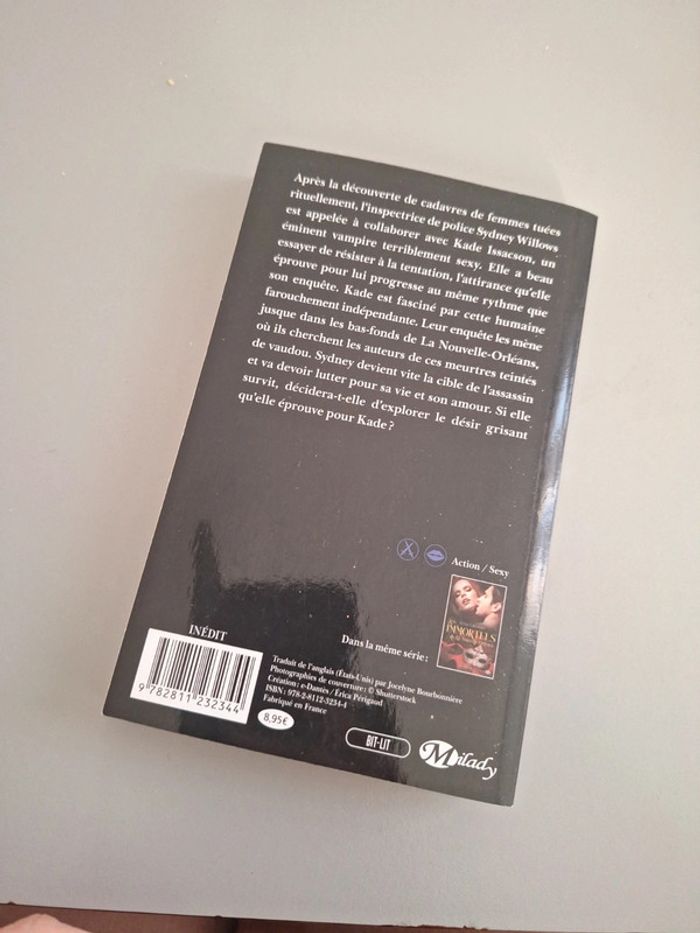 Après la découverte de cadavres de femmes tuées
rituellement, l'inspectrice de police Sydney Willows
est appelée à collaborer avec Kade Issacson, un
éminent vampire terriblement sexy. Elle a beau
essayer de résister à la tentation, l'attirance qu'elle
éprouve pour lui progresse au même rythme que
son enquête. Kade est fasciné par cette humaine
farouchement indépendante. Leur enquête les mène
jusque dans les bas-fonds de La Nouvelle-Orléans,
où ils cherchent les auteurs de ces meurtres teintés
de vaudou. Sydney devient vite la cible de l'assassin
et va devoir lutter pour sa vie et son amour. Si elle
survit, décidera-t-elle d'explorer le désir grisant
qu'elle éprouve pour Kade ?
Action / Sexy
IMMORTELS
Dans la même série :
INÉDIT
9 782811 232344
Traduit de l'anglais (États-Unis) par Jocelyne Bourbonnière
Photographies de couverture : © Shutterstock
Création : e-Dantès / Érica Périgaud
ISBN : 978-2-8112-3234-4
Fabriqué en France
8,95€
BIT-LIT
Milady